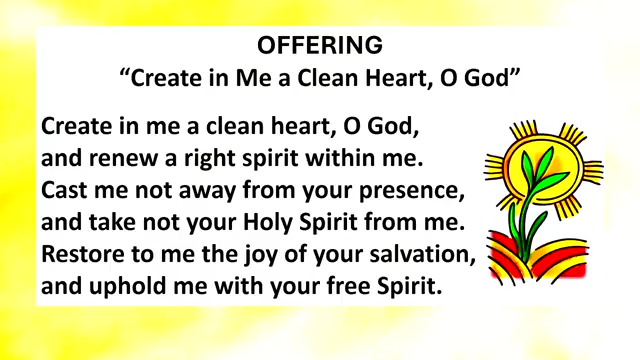 OFFERING
“Create in Me a Clean Heart, O God”
Create in me a clean heart, O God,
and renew a right spirit within me.
Cast me not away from your presence,
and take not your Holy Spirit from me.
Restore to me the joy of your salvation,
and uphold me with your free Spirit.